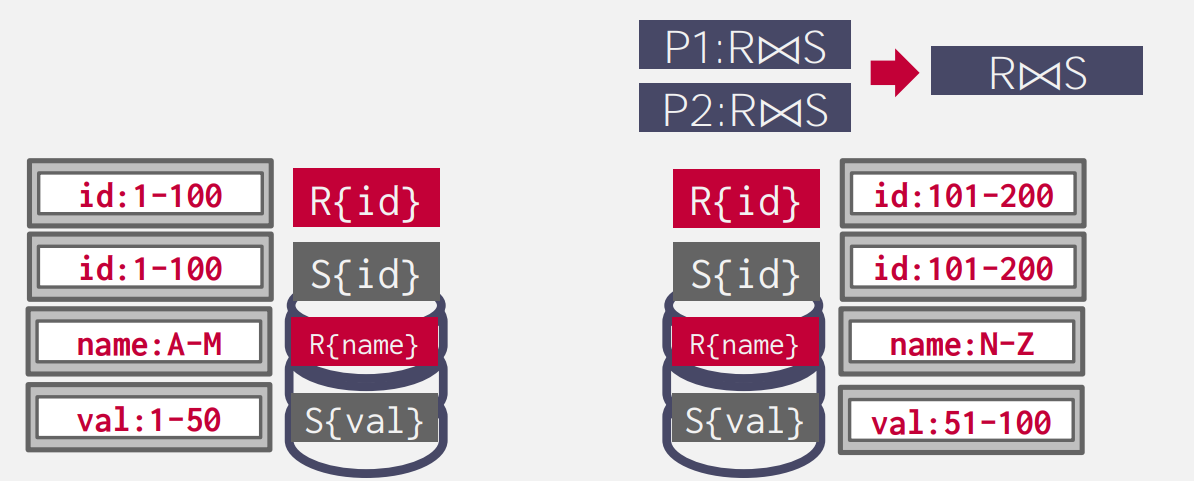 P1:R⋈S
P2:R⋈S
R⋈S
id:1-100
R{id}
R{id}
id:101-200
id:1-100
S{id}
S{id}
id:101-200
name:A-M
R{name}
R{name}
name:N-Z
val:1-50
S{val}
S{val}
val:51-100